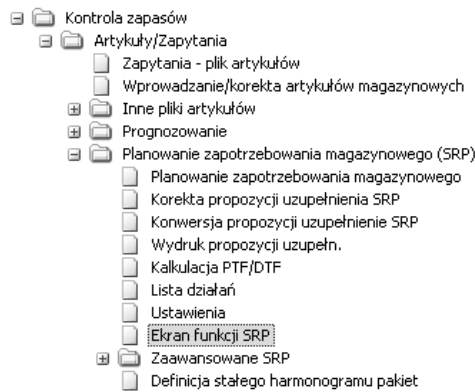 Kontrola zapasów
Artykuły/Zapytania
Zapytania - plik artykułów
Wprowadzanie/korekta artykułów magazynowych
Inne pliki artykułów
Prognozowanie
Planowanie zapotrzebowania magazynowego (SRP)
Planowanie zapotrzebowania magazynowego
Korekta propozycji uzupełnienia SRP
Konwersja propozycji uzupełnienie SRP
Wydruk propozycji uzupełn.
Kalkulacja PTF/DTF
Lista działań
Ustawienia
Ekran funkcji SRP
Zaawansowane SRP
Definicja stałego harmonogramu pakiet